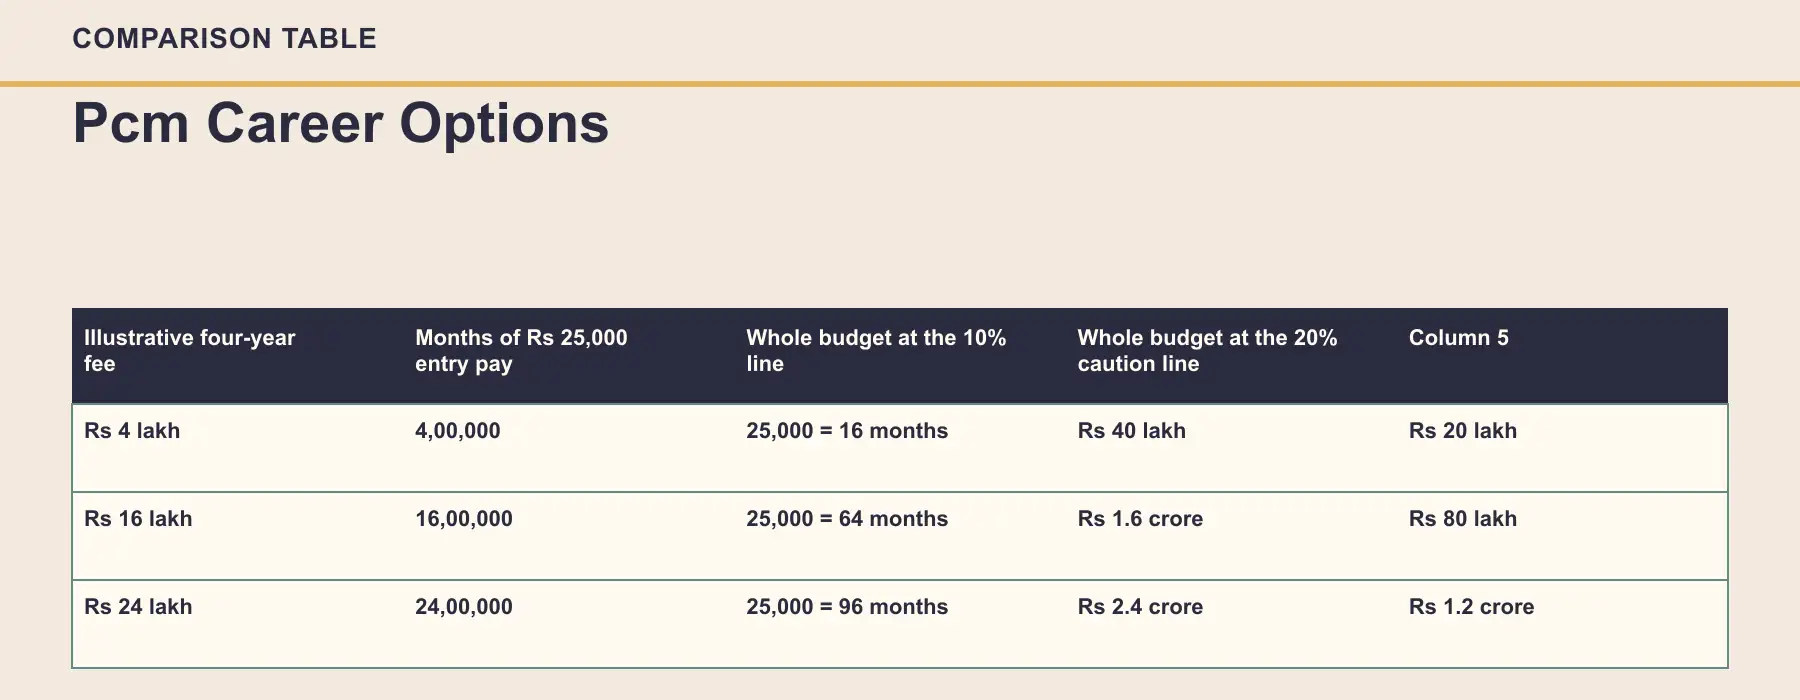 COMPARISON TABLE
Pcm Career Options
Illustrative four-year
fee
Months of Rs 25,000
entry pay
Whole budget at the 10%
line
Whole budget at the 20%
caution line
Column 5
Rs 4 lakh
4,00,000
25,000 = 16 months
Rs 40 lakh
Rs 20 lakh
Rs 16 lakh
16,00,000
25,000 = 64 months
Rs 1.6 crore
Rs 80 lakh
Rs 24 lakh
24,00,000
25,000 = 96 months
Rs 2.4 crore
Rs 1.2 crore